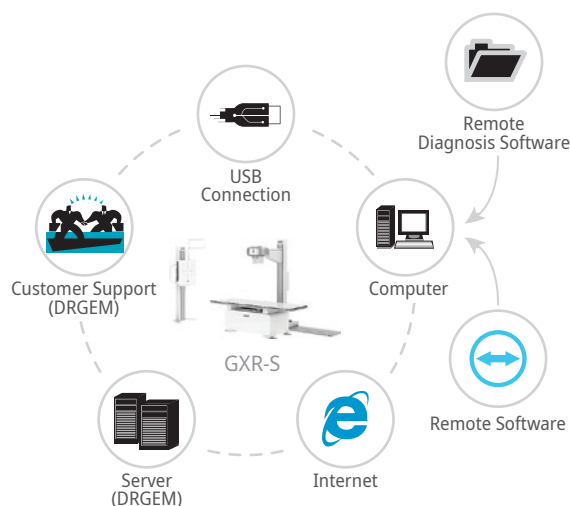 Remote
Diagnosis Software
USB
Connection
Customer Support
(DRGEM)
Computer
GXR-S
Remote Software
Server
(DRGEM)
Internet